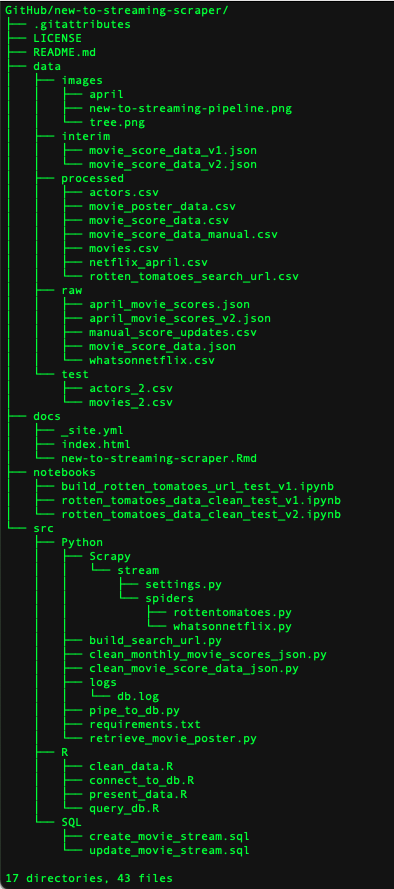 GitHub/new-to-streaming-scraper/
├── .gitattributes
├── LICENSE
├── README.md
├── data
│   ├── images
│   │   ├── april
│   │   ├── new-to-streaming-pipeline.png
│   │   └── tree.png
│   ├── interim
│   │   ├── movie_score_data_v1.json
│   │   └── movie_score_data_v2.json
│   ├── processed
│   │   ├── actors.csv
│   │   ├── movie_poster_data.csv
│   │   ├── movie_score_data.csv
│   │   ├── movie_score_data_manual.csv
│   │   ├── movies.csv
│   │   ├── netflix_april.csv
│   │   └── rotten_tomatoes_search_url.csv
│   ├── raw
│   │   ├── april_movie_scores.json
│   │   ├── april_movie_scores_v2.json
│   │   ├── manual_score_updates.csv
│   │   ├── movie_score_data.json
│   │   └── whatsonnetflix.csv
│   └── test
│       ├── actors_2.csv
│       └── movies_2.csv
├── docs
│   ├── _site.yml
│   ├── index.html
│   └── new-to-streaming-scraper.Rmd
├── notebooks
│   ├── build_rotten_tomatoes_url_test_v1.ipynb
│   ├── rotten_tomatoes_data_clean_test_v1.ipynb
│   └── rotten_tomatoes_data_clean_test_v2.ipynb
└── src
    ├── Python
    │   ├── Scrapy
    │   │   └── stream
    │   │       ├── settings.py
    │   │       └── spiders
    │   │           ├── rottentomatoes.py
    │   │           └── whatsonnetflix.py
    │   ├── build_search_url.py
    │   ├── clean_monthly_movie_scores_json.py
    │   ├── clean_movie_score_data_json.py
    │   ├── logs
    │   │   └── db.log
    │   ├── pipe_to_db.py
    │   ├── requirements.txt
    │   └── retrieve_movie_poster.py
    ├── R
    │   ├── clean_data.R
    │   ├── connect_to_db.R
    │   ├── present_data.R
    │   └── query_db.R
    └── SQL
        ├── create_movie_stream.sql
        └── update_movie_stream.sql

17 directories, 43 files